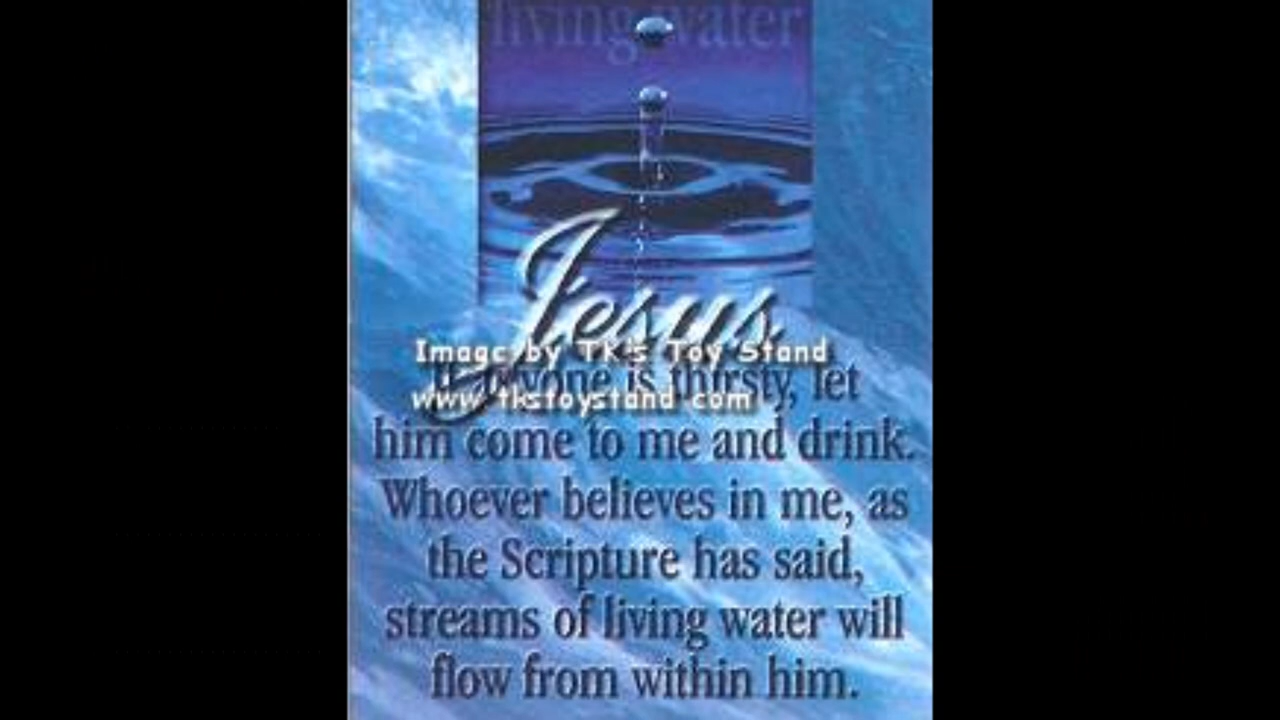 living water
Jesus
Image by TK's Toy Stand
If anyone is thirsty, let
www.tkstoystand.com
him come to me and drink.
Whoever believes in me, as
the Scripture has said,
streams of living water will
flow from within him.